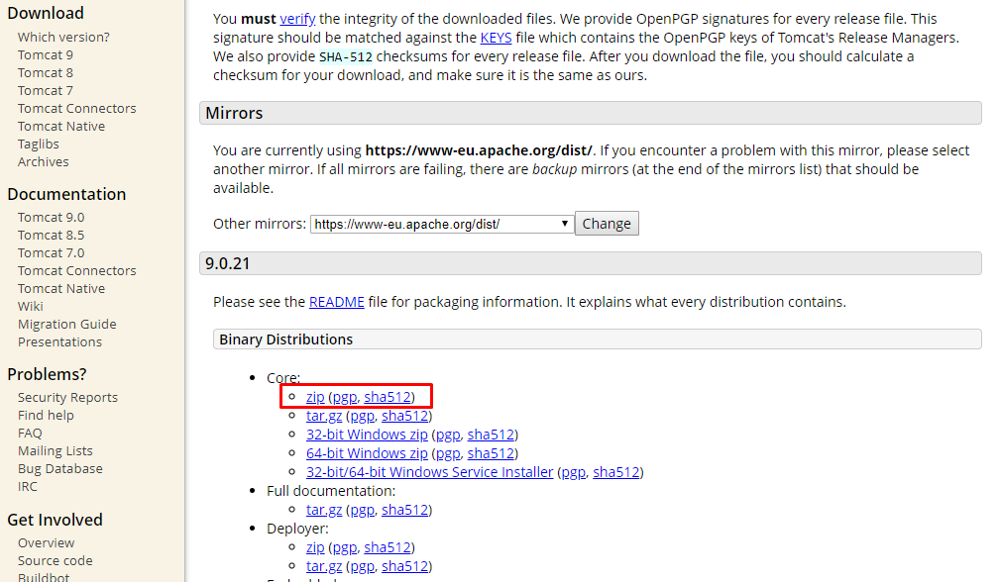 Download
Which version?
Tomcat 9
Tomcat 8
Tomcat 7
Tomcat Connectors
Tomcat Native
Taglibs
Archives
Documentation
Tomcat 9.0
Tomcat 8.5
Tomcat 7.0
Tomcat Connectors
Tomcat Native
Wiki
Migration Guide
Presentations
Problems?
Security Reports
Find help
FAQ
Mailing Lists
Bug Database
IRC
Get Involved
Overview
Source code
Buildbot
You must verify the integrity of the downloaded files. We provide OpenPGP signatures for every release file. This
signature should be matched against the KEYS file which contains the OpenPGP keys of Tomcat's Release Managers.
We also provide SHA-512 checksums for every release file. After you download the file, you should calculate a
checksum for your download, and make sure it is the same as ours.
Mirrors
You are currently using https://www-eu.apache.org/dist/. If you encounter a problem with this mirror, please select
another mirror. If all mirrors are failing, there are backup mirrors (at the end of the mirrors list) that should be
available.
Other mirrors: https://www-eu.apache.org/dist/ Change
9.0.21
Please see the README file for packaging information. It explains what every distribution contains.
Binary Distributions
Core:
zip (pgp, sha512)
tar.gz (pgp, sha512)
32-bit Windows zip (pgp, sha512)
64-bit Windows zip (pgp, sha512)
32-bit/64-bit Windows Service Installer (pgp, sha512)
Full documentation:
tar.gz (pgp, sha512)
Deployer:
zip (pgp, sha512)
tar.gz (pgp, sha512)